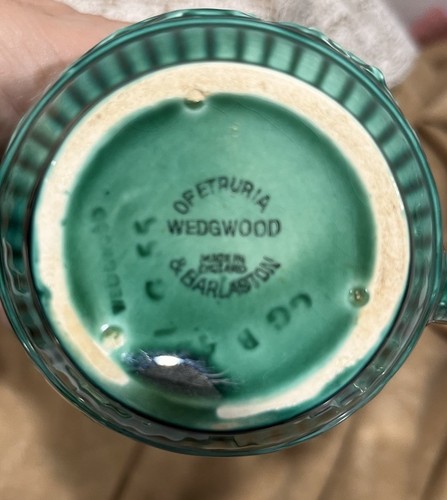 OF ETRURIA
WEDGWOOD
MADE IN
ENGLAND
& BARLASTON